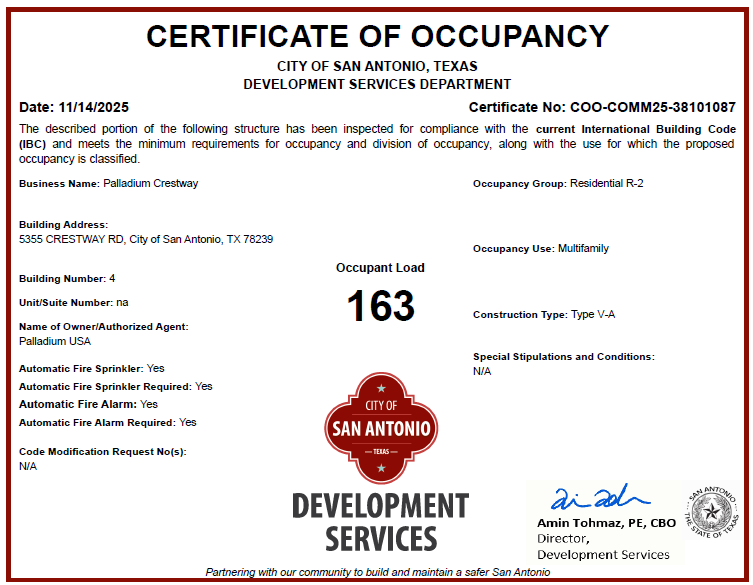 CERTIFICATE OF OCCUPANCY
CITY OF SAN ANTONIO, TEXAS
DEVELOPMENT SERVICES DEPARTMENT
Date: 11/14/2025
Certificate No: COO-COMM25-38101087
The described portion of the following structure has been inspected for compliance with the current International Building Code
(IBC) and meets the minimum requirements for occupancy and division of occupancy, along with the use for which the proposed
occupancy is classified.
Business Name: Palladium Crestway
Occupancy Group: Residential R-2
Building Address:
5355 CRESTWAY RD, City of San Antonio, TX 78239
Occupancy Use: Multifamily
Occupant Load
163
Building Number: 4
Unit/Suite Number: na
Construction Type: Type V-A
Name of Owner/Authorized Agent:
Palladium USA
Special Stipulations and Conditions:
N/A
Automatic Fire Sprinkler: Yes
Automatic Fire Sprinkler Required: Yes
Automatic Fire Alarm: Yes
Automatic Fire Alarm Required: Yes
Code Modification Request No(s):
N/A
CITY OF
SAN ANTONIO
TEXAS
DEVELOPMENT
SERVICES
Amin Tohmaz, PE, CBO
Director,
Development Services
SAN ANTONIO
THE STATE OF TEXAS
Partnering with our community to build and maintain a safer San Antonio